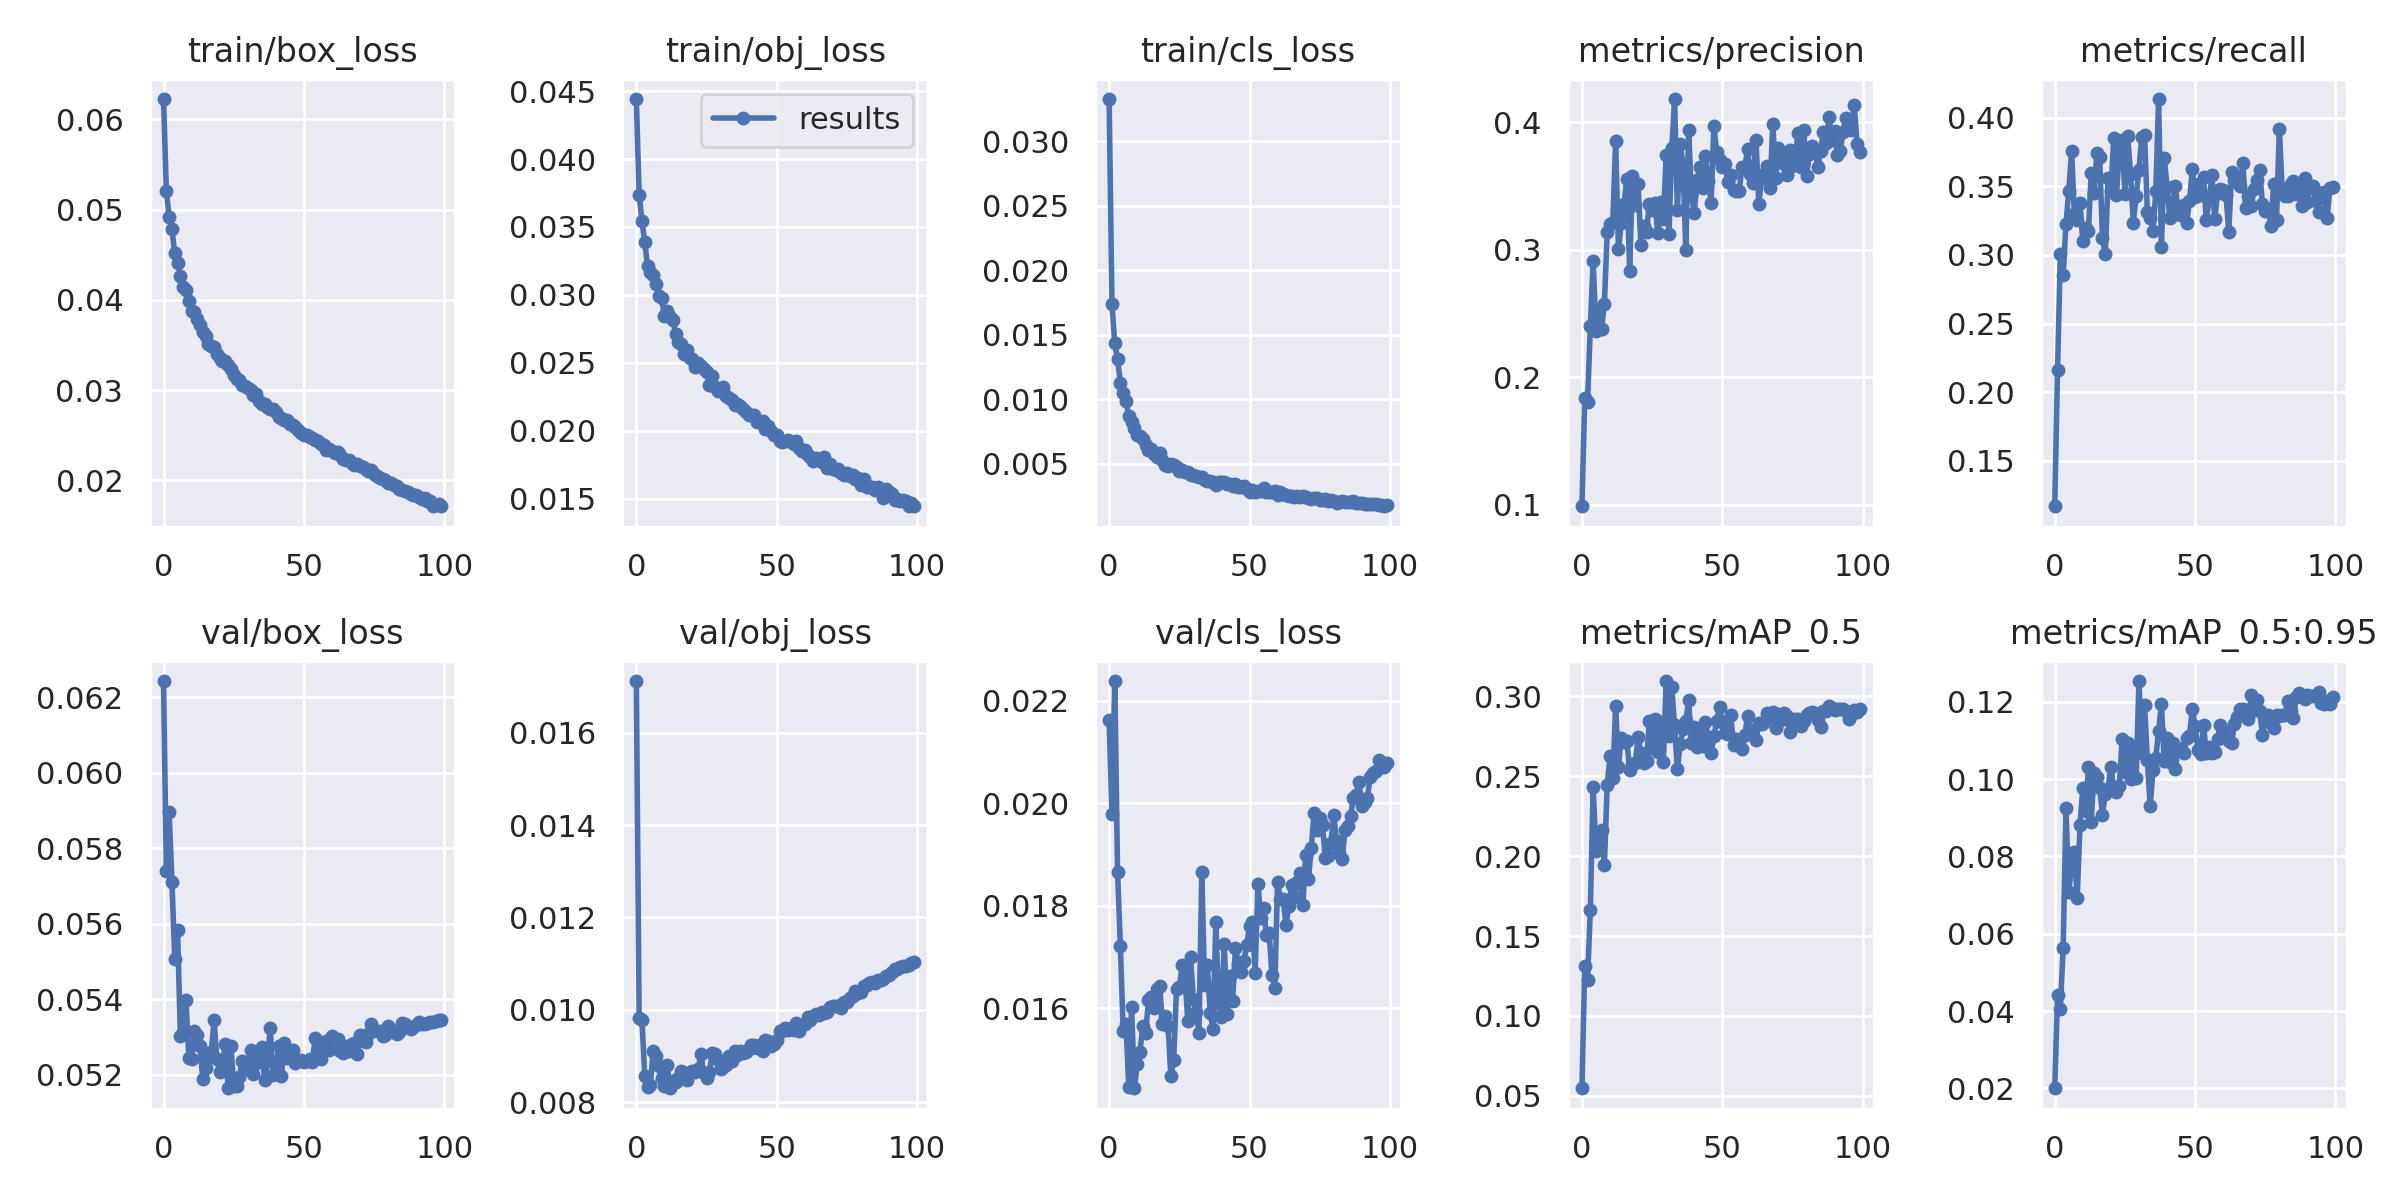 train/box_loss
0.06
0.05
0.04
0.03
0.02
0 50 100
train/obj_loss
results
0.045
0.040
0.035
0.030
0.025
0.020
0.015
0 50 100
train/cls_loss
0.030
0.025
0.020
0.015
0.010
0.005
0 50 100
metrics/precision
0.4
0.3
0.2
0.1
0 50 100
metrics/recall
0.40
0.35
0.30
0.25
0.20
0.15
0 50 100
val/box_loss
0.062
0.060
0.058
0.056
0.054
0.052
0 50 100
val/obj_loss
0.016
0.014
0.012
0.010
0.008
0 50 100
val/cls_loss
0.022
0.020
0.018
0.016
0 50 100
metrics/mAP_0.5
0.30
0.25
0.20
0.15
0.10
0.05
0 50 100
metrics/mAP_0.5:0.95
0.12
0.10
0.08
0.06
0.04
0.02
0 50 100